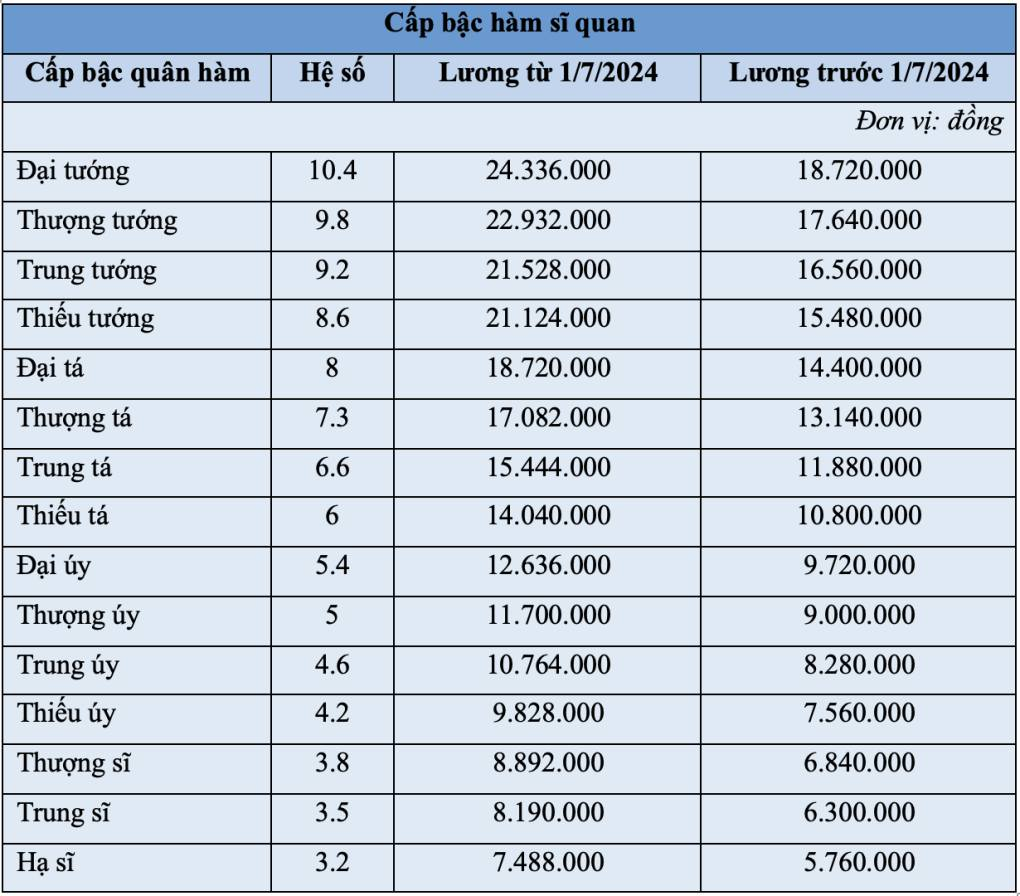 Cấp bậc hàm sĩ quan
Cấp bậc quân hàm Hệ số Lương từ 1/7/2024 Lương trước 1/7/2024
Đơn vị: đồng
Đại tướng 10.4 24.336.000 18.720.000
Thượng tướng 9.8 22.932.000 17.640.000
Trung tướng 9.2 21.528.000 16.560.000
Thiếu tướng 8.6 21.124.000 15.480.000
Đại tá 8 18.720.000 14.400.000
Thượng tá 7.3 17.082.000 13.140.000
Trung tá 6.6 15.444.000 11.880.000
Thiếu tá 6 14.040.000 10.800.000
Đại úy 5.4 12.636.000 9.720.000
Thượng úy 5 11.700.000 9.000.000
Trung úy 4.6 10.764.000 8.280.000
Thiếu úy 4.2 9.828.000 7.560.000
Thượng sĩ 3.8 8.892.000 6.840.000
Trung sĩ 3.5 8.190.000 6.300.000
Hạ sĩ 3.2 7.488.000 5.760.000